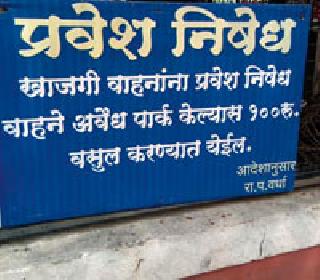 प्रवेश निषेध
खाजगी वाहनांना प्रवेश निषेध
वाहने अवैध पार्क केल्यास १००रु.
वसुल करण्यात येईल.
आदेशानुसार
रा.प.वर्धा